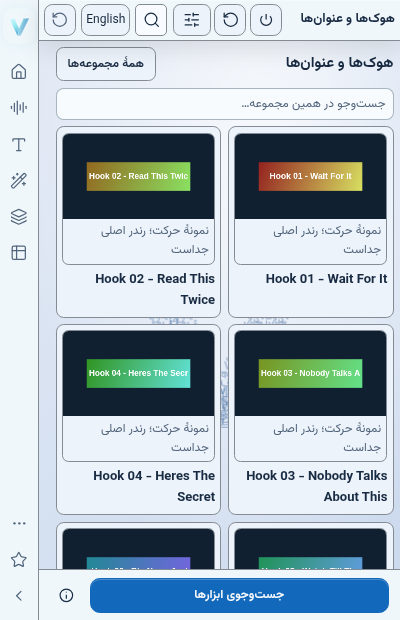 هوک‌ها و عنوان‌ها
English
هوک‌ها و عنوان‌ها
همهٔ مجموعه‌ها
جست‌وجو در همین مجموعه...
Hook 01 - Wait For It
نمونهٔ حرکت؛ رندر اصلی
جداست
Hook 01 - Wait For It
Hook 02 - Read This Twic
نمونهٔ حرکت؛ رندر اصلی
جداست
Hook 02 - Read This
Twice
Hook 03 - Nobody Talks A
نمونهٔ حرکت؛ رندر اصلی
جداست
Hook 03 - Nobody Talks
About This
Hook 04 - Heres The Secr
نمونهٔ حرکت؛ رندر اصلی
جداست
Hook 04 - Heres The
Secret
جست‌وجوی ابزارها